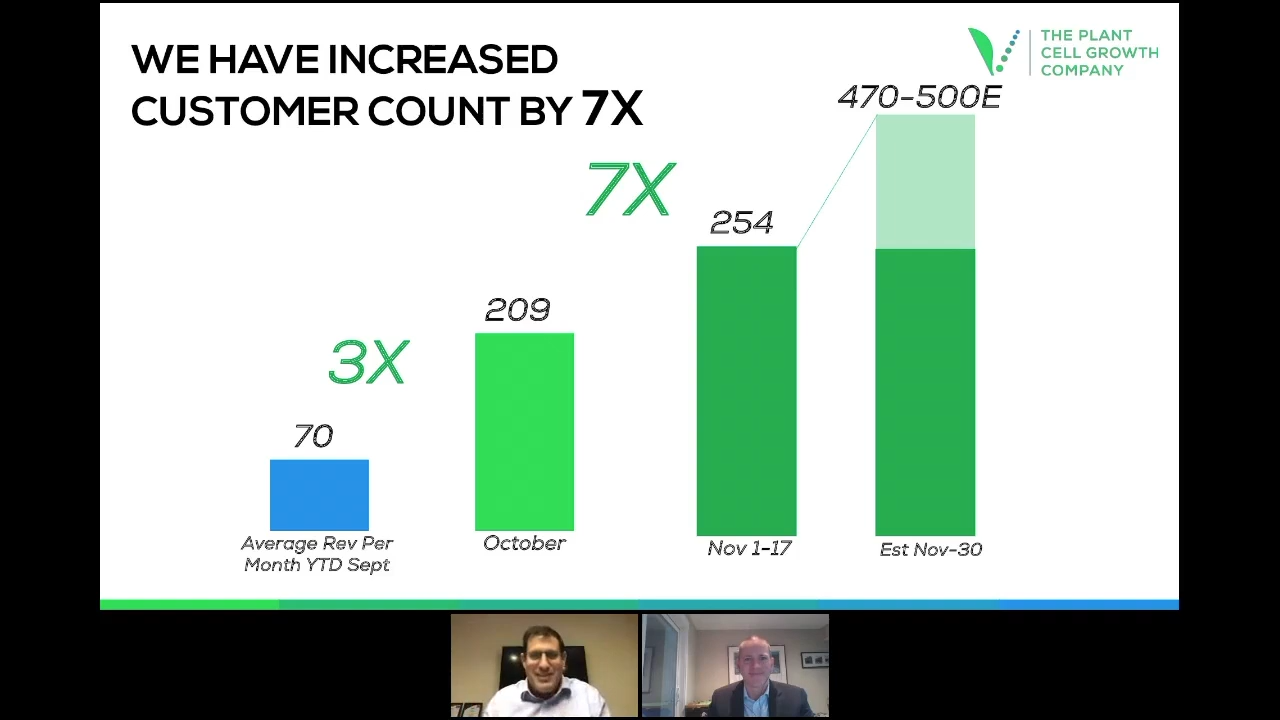 WE HAVE INCREASED
CUSTOMER COUNT BY 7X
THE PLANT
CELL GROWTH
COMPANY
470-500E
7X
254
209
3X
70
Average Rev Per
Month YTD Sept
October
Nov 1-17
Est Nov-30